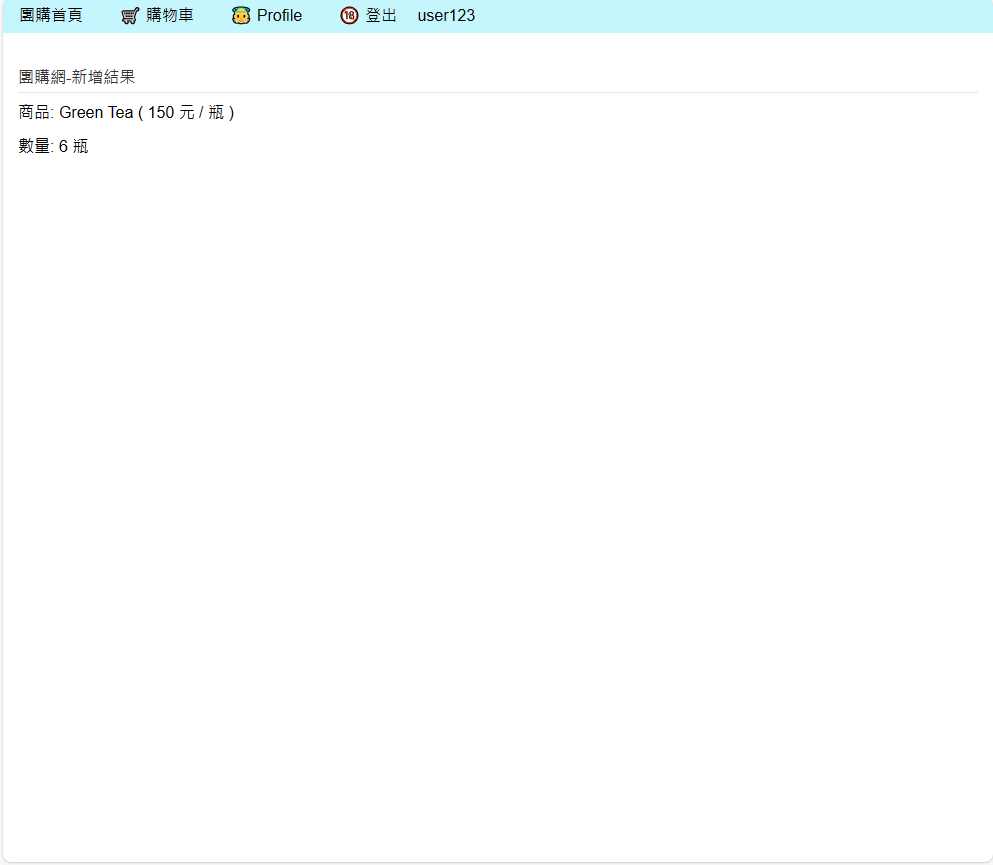 團購首頁 🛒 購物車 😇 Profile 🔞 登出 user123
團購網-新增結果
商品: Green Tea ( 150 元 / 瓶 )
數量: 6 瓶